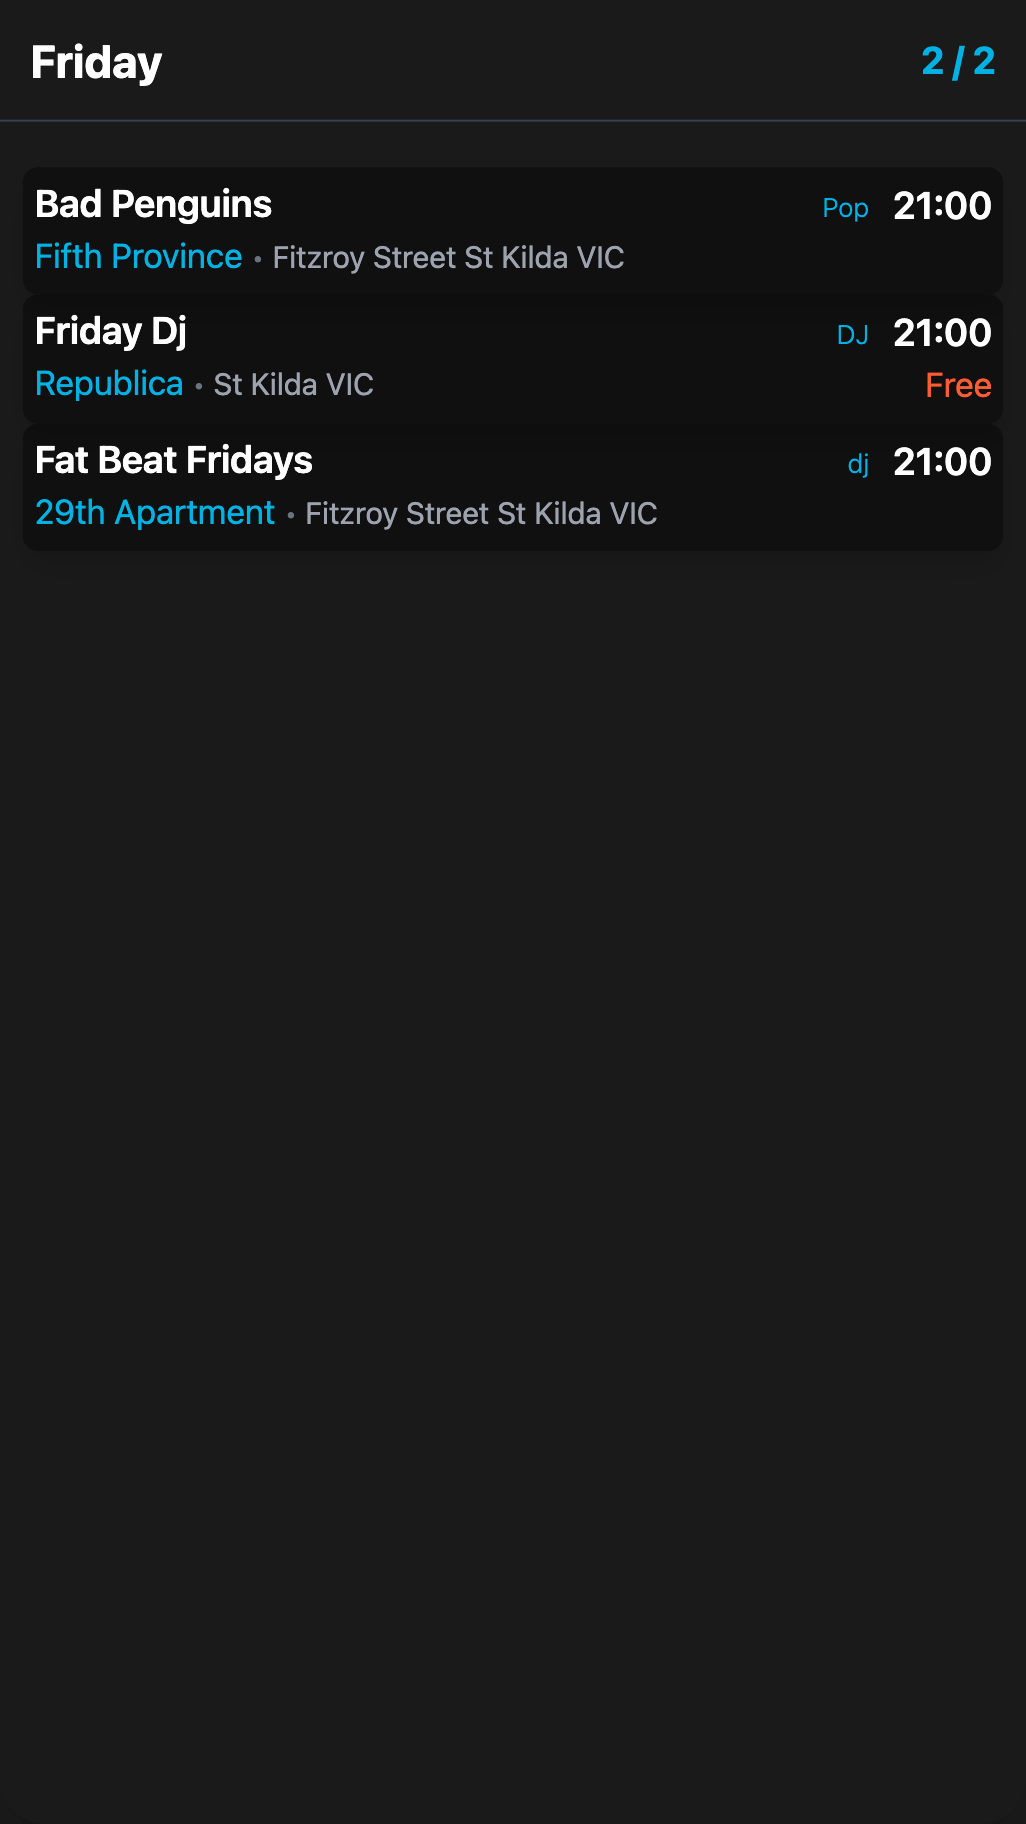 Friday 2 / 2
Bad Penguins Pop 21:00
Fifth Province • Fitzroy Street St Kilda VIC
Friday Dj DJ 21:00
Republica • St Kilda VIC Free
Fat Beat Fridays dj 21:00
29th Apartment • Fitzroy Street St Kilda VIC